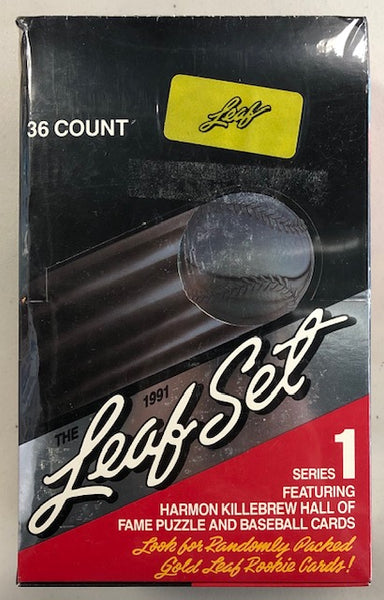 Leaf
36 COUNT
THE 1991
Leaf Set
SERIES 1
FEATURING
HARMON KILLEBREW HALL OF
FAME PUZZLE AND BASEBALL CARDS
Look for Randomly Packed
Gold Leaf Rookie Cards!